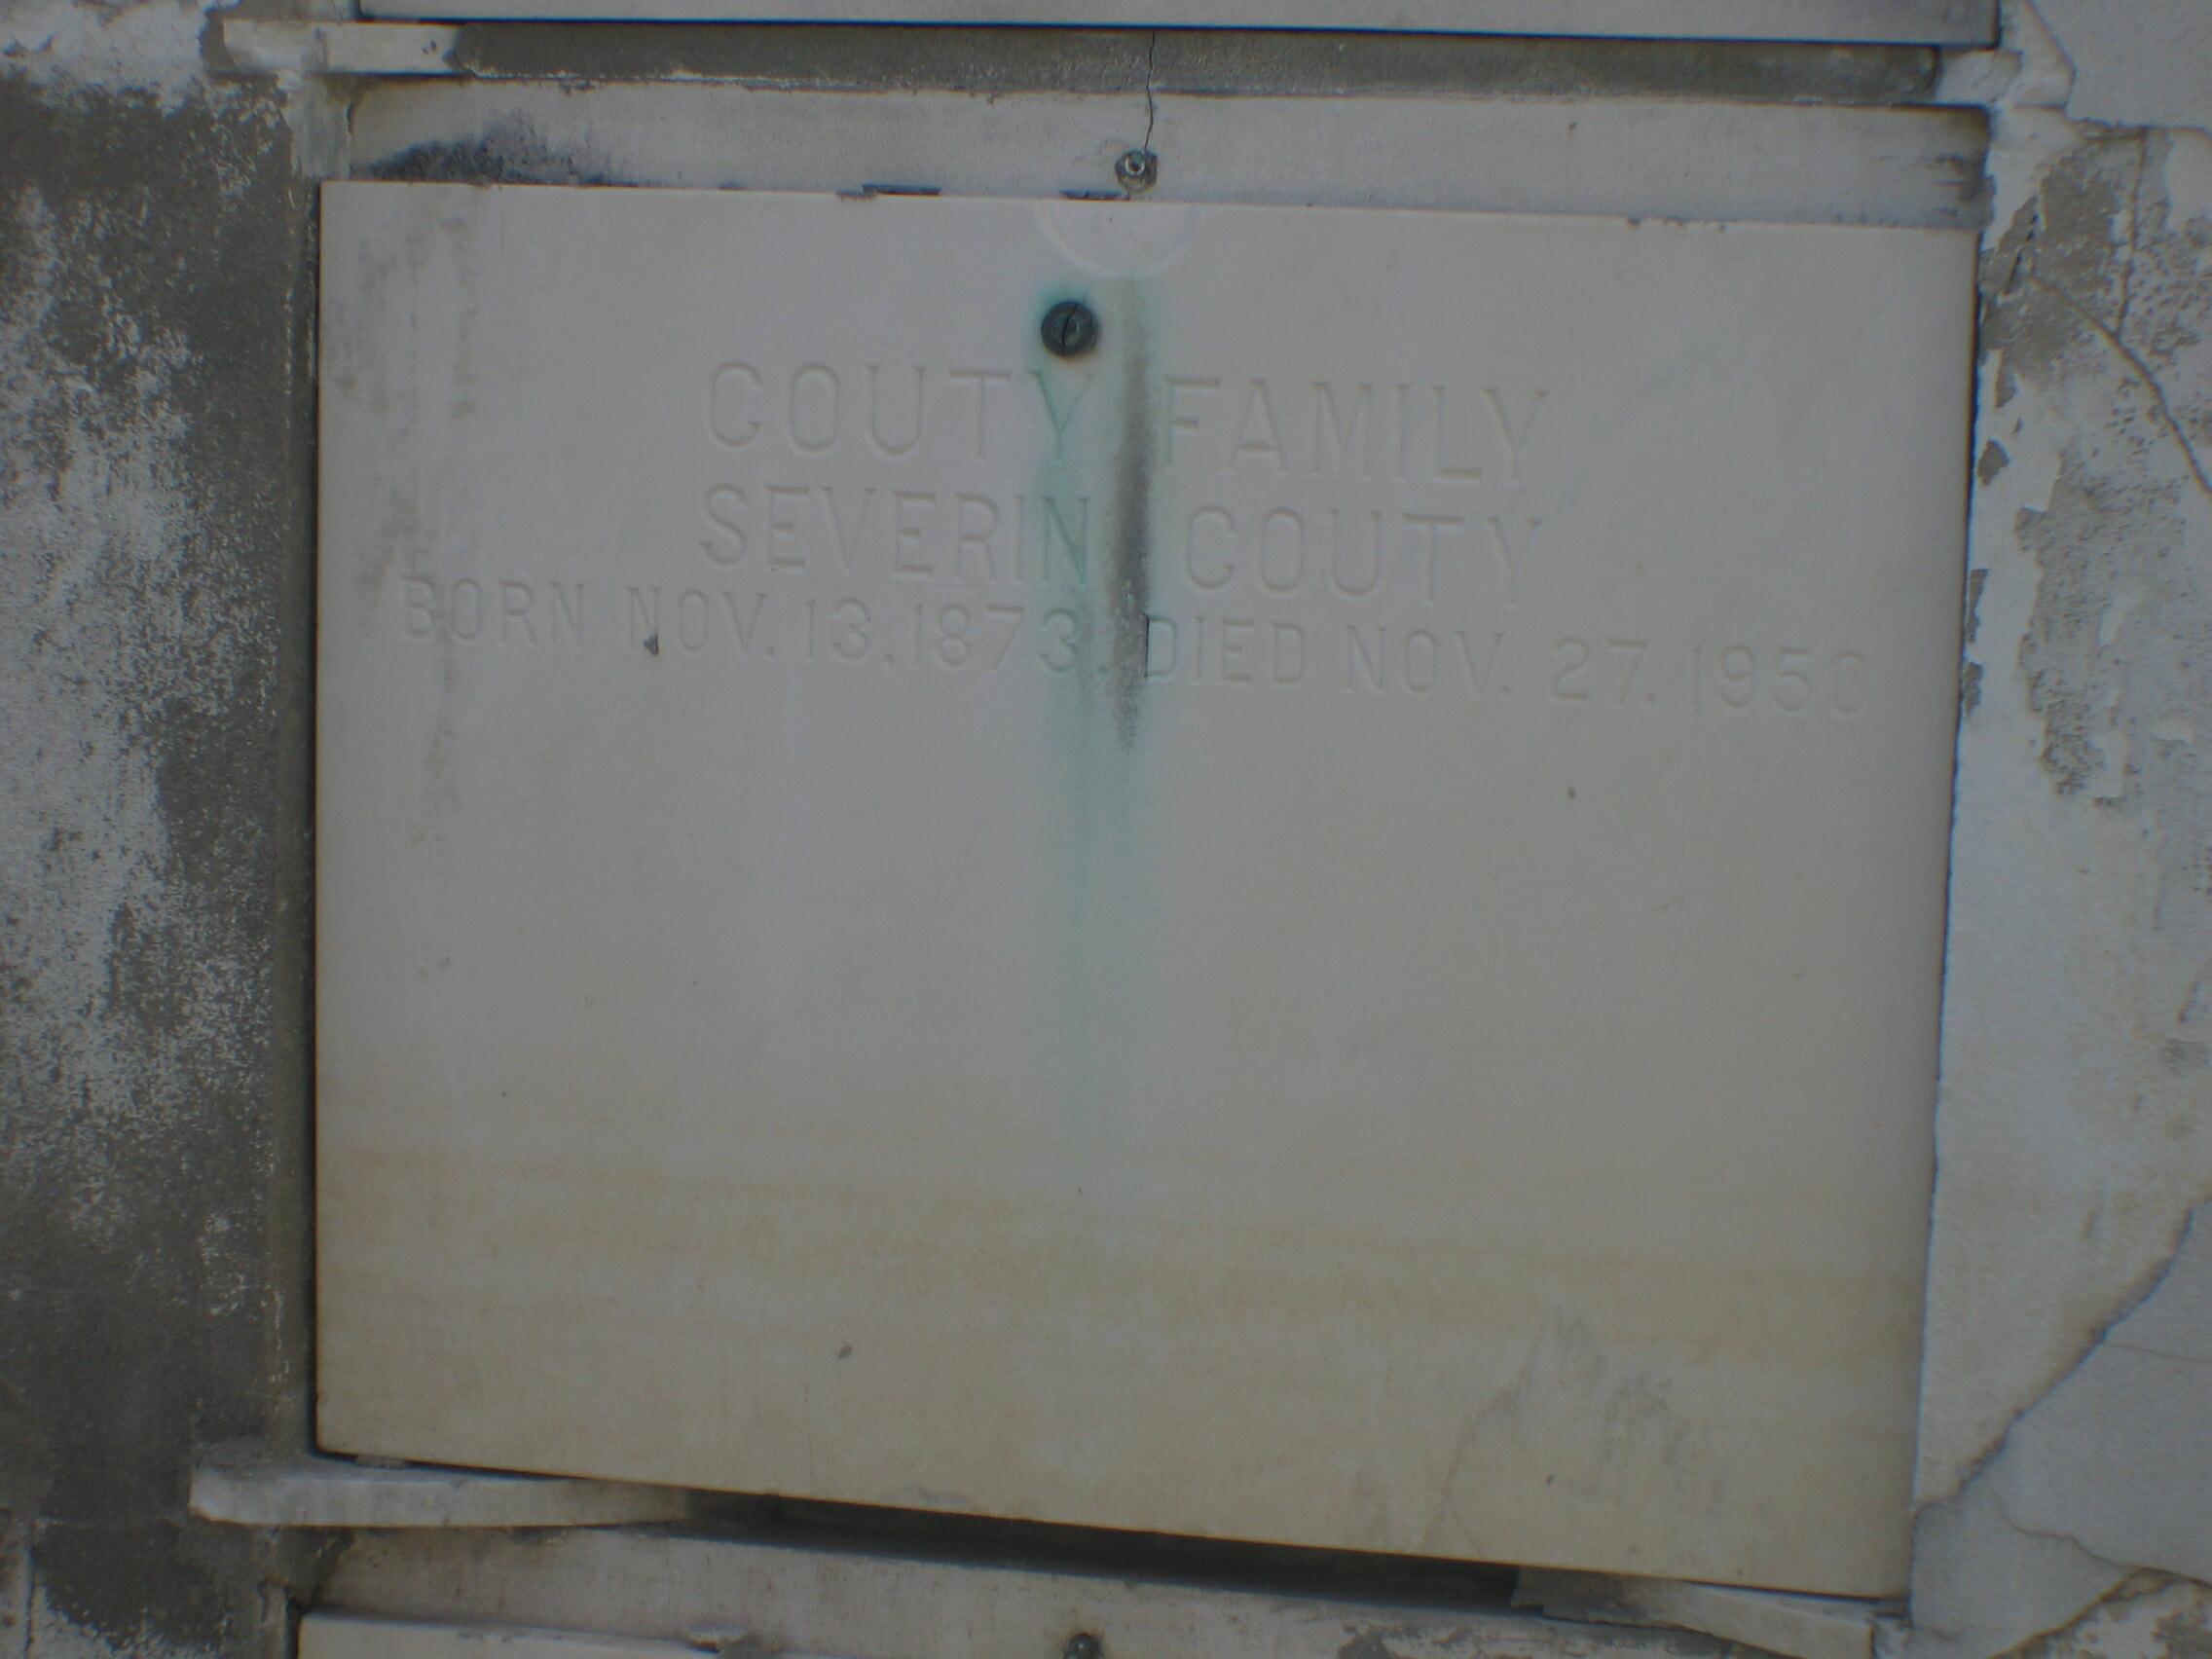 COUTY FAMILY
SEVERIN COUTY
BORN NOV. 13, 1873. DIED NOV. 27. 1950